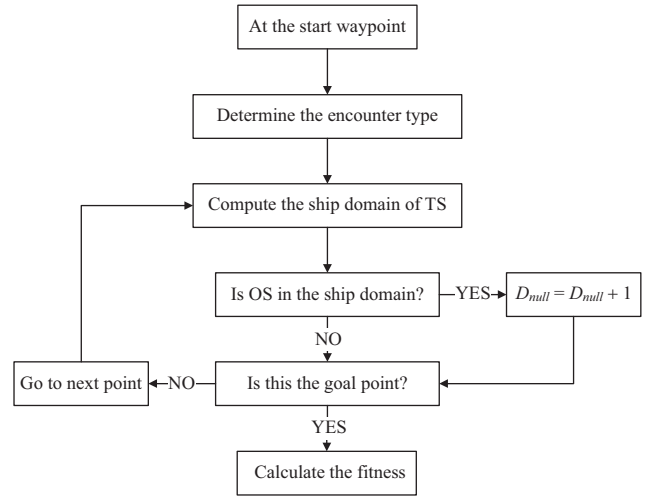 At the start waypoint
Determine the encounter type
Compute the ship domain of TS
Is OS in the ship domain?
YES
D_null = D_null + 1
NO
Go to next point
NO
Is this the goal point?
YES
Calculate the fitness